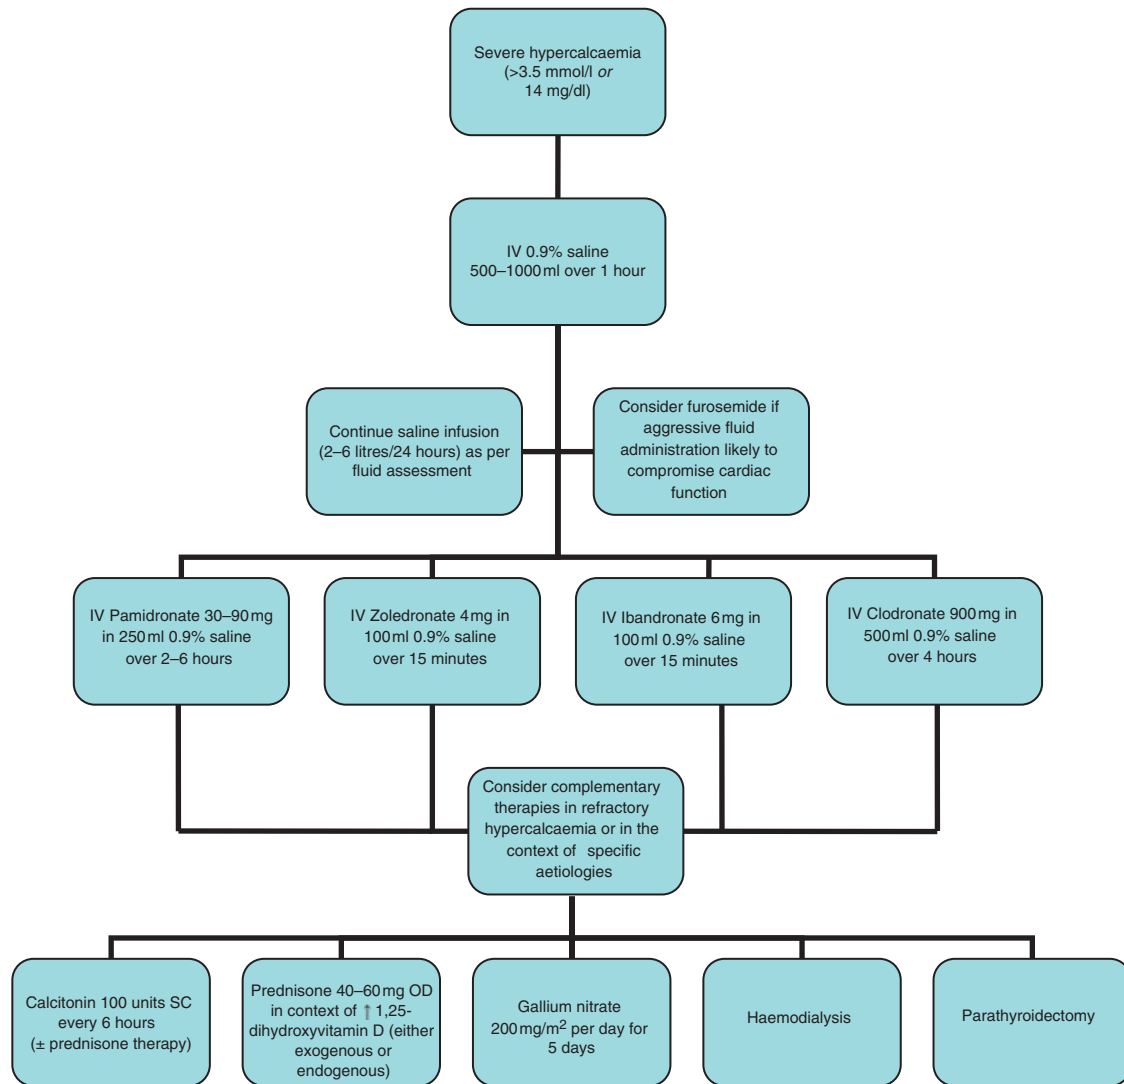 Severe hypercalcaemia
(>3.5 mmol/l or
14 mg/dl)
IV 0.9% saline
500–1000 ml over 1 hour
Continue saline infusion
(2–6 litres/24 hours) as per
fluid assessment
Consider furosemide if
aggressive fluid
administration likely to
compromise cardiac
function
IV Pamidronate 30–90 mg
in 250 ml 0.9% saline
over 2–6 hours
IV Zoledronate 4 mg in
100 ml 0.9% saline
over 15 minutes
IV Ibandronate 6 mg in
100 ml 0.9% saline
over 15 minutes
IV Clodronate 900 mg in
500 ml 0.9% saline
over 4 hours
Consider complementary
therapies in refractory
hypercalcaemia or in the
context of specific
aetiologies
Calcitonin 100 units SC
every 6 hours
(± prednisone therapy)
Prednisone 40–60 mg OD
in context of ↑ 1,25-
dihydroxyvitamin D (either
exogenous or
endogenous)
Gallium nitrate
200 mg/m² per day for
5 days
Haemodialysis
Parathyroidectomy